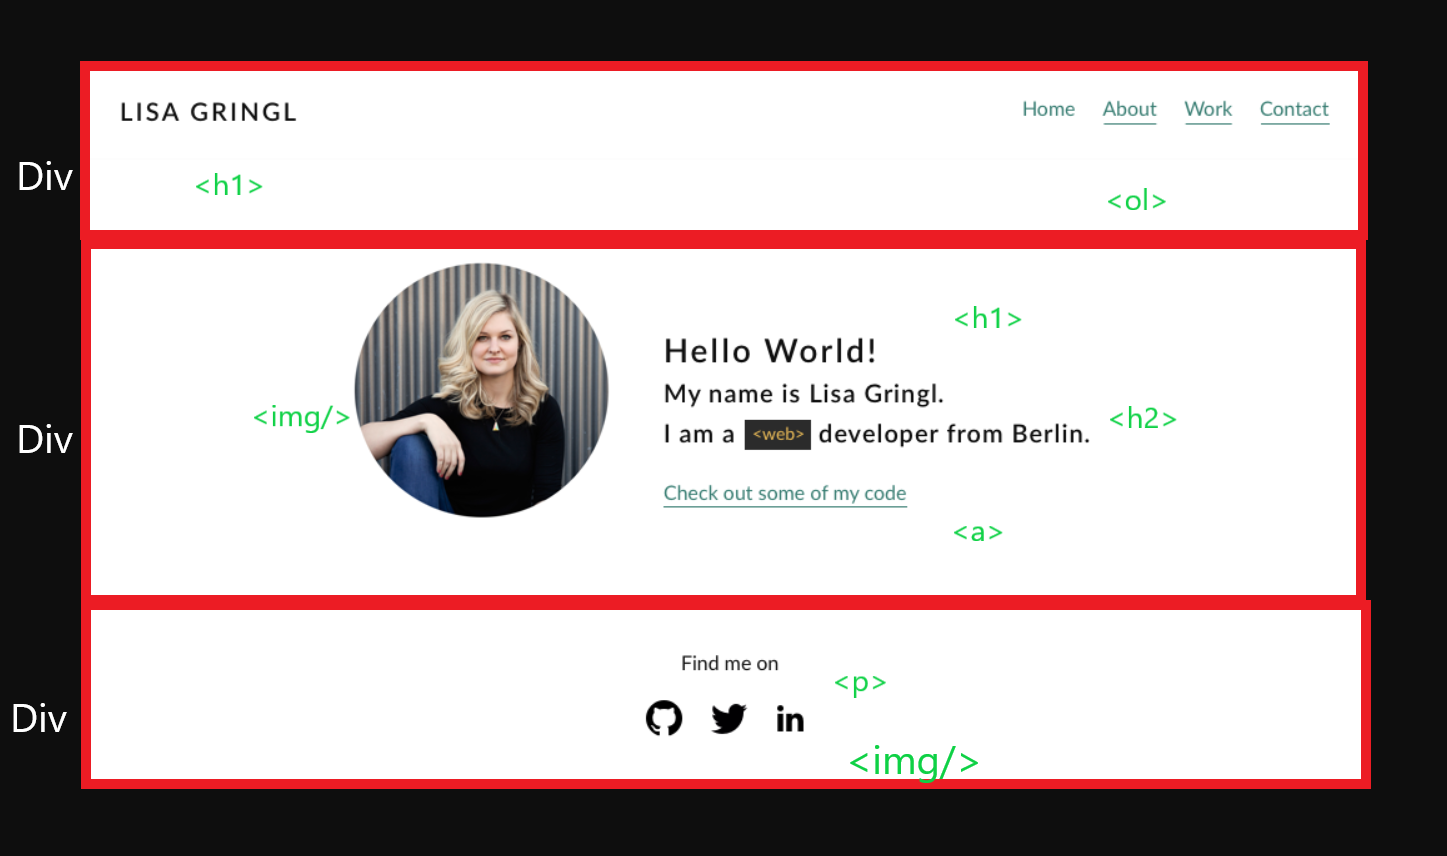 LISA GRINGL
Home About Work Contact
Div
<h1>
<ol>
<h1>
Hello World!
My name is Lisa Gringl.
<img/>
<h2>
Div
I am a <web> developer from Berlin.
Check out some of my code
<a>
Find me on
<p>
Div
in
<img/>